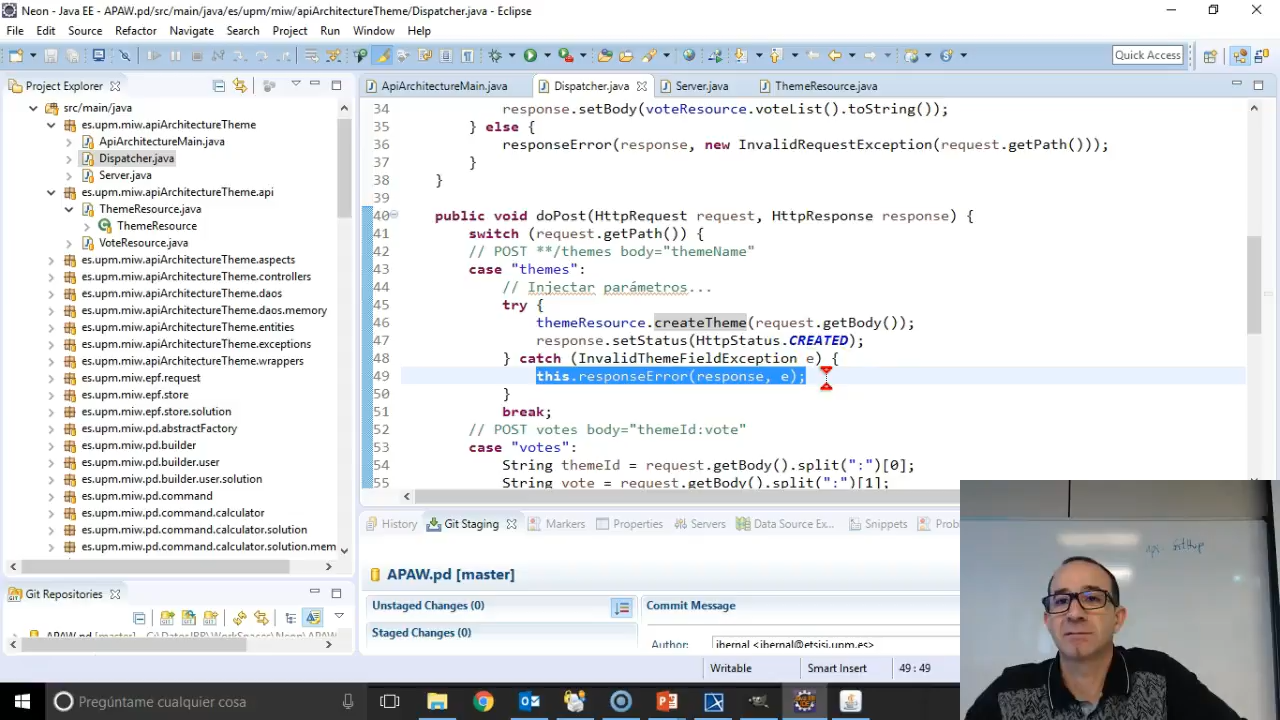 Neon - Java EE - APAW.pd/src/main/java/es/upm/miw/apiArchitectureTheme/Dispatcher.java - Eclipse
File Edit Source Refactor Navigate Search Project Run Window Help
Quick Access
Project Explorer
src/main/java
es.upm.miw.apiArchitectureTheme
ApiArchitectureMain.java
Dispatcher.java
Server.java
es.upm.miw.apiArchitectureTheme.api
ThemeResource.java
ThemeResource
VoteResource.java
es.upm.miw.apiArchitectureTheme.aspects
es.upm.miw.apiArchitectureTheme.controllers
es.upm.miw.apiArchitectureTheme.daos
es.upm.miw.apiArchitectureTheme.daos.memory
es.upm.miw.apiArchitectureTheme.entities
es.upm.miw.apiArchitectureTheme.exceptions
es.upm.miw.apiArchitectureTheme.wrappers
es.upm.miw.epf.request
es.upm.miw.epf.store
es.upm.miw.epf.store.solution
es.upm.miw.pd.abstractFactory
es.upm.miw.pd.builder
es.upm.miw.pd.builder.user
es.upm.miw.pd.builder.user.solution
es.upm.miw.pd.command
es.upm.miw.pd.command.calculator
es.upm.miw.pd.command.calculator.solution
es.upm.miw.pd.command.calculator.solution.mem
Git Repositories
ApiArchitectureMain.java Dispatcher.java Server.java ThemeResource.java
34 response.setBody(voteResource.voteList().toString());
35 } else {
36 responseError(response, new InvalidRequestException(request.getPath()));
37 }
38 }
39
40 public void doPost(HttpRequest request, HttpResponse response) {
41 switch (request.getPath()) {
42 // POST **/themes body="themeName"
43 case "themes":
44 // Injectar parámetros...
45 try {
46 themeResource.createTheme(request.getBody());
47 response.setStatus(HttpStatus.CREATED);
48 } catch (InvalidThemeFieldException e) {
49 this.responseError(response, e);
50 }
51 break;
52 // POST votes body="themeId:vote"
53 case "votes":
54 String themeId = request.getBody().split(":")[0];
55 String vote = request.getBody().split(":")[1];
History Git Staging Markers Properties Servers Data Source Ex... Snippets Prob
APAW.pd [master]
Unstaged Changes (0)
Staged Changes (0)
Commit Message
Author: jbernal <jbernal@etsisi.upm.es>
Writable Smart Insert 49 : 49
Pregúntame cualquier cosa